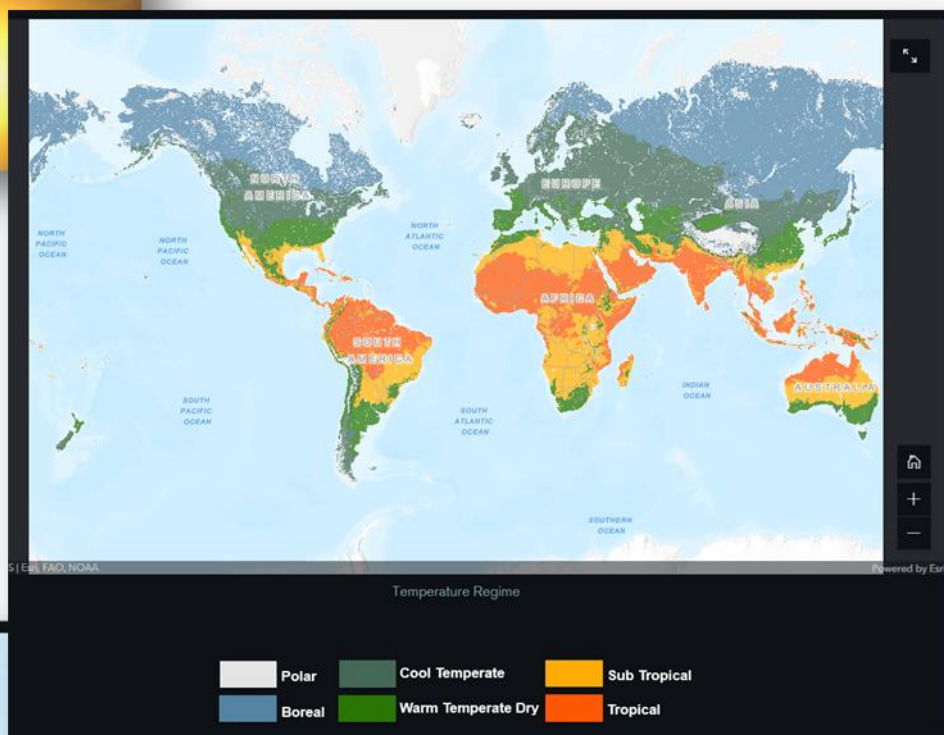 NORTH
AMERICA
EUROPE
ASIA
NORTH
PACIFIC
OCEAN
NORTH
PACIFIC
OCEAN
NORTH
ATLANTIC
OCEAN
AFRICA
SOUTH
AMERICA
AUSTRALIA
INDIAN
OCEAN
SOUTH
PACIFIC
OCEAN
SOUTH
ATLANTIC
OCEAN
SOUTHERN
OCEAN
S | Esri, FAO, NOAA
Powered by Esri
Temperature Regime
Polar
Cool Temperate
Sub Tropical
Boreal
Warm Temperate Dry
Tropical